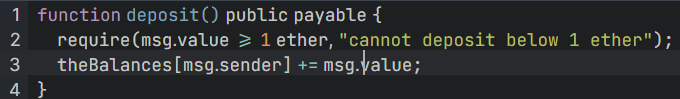 1 function deposit() public payable {
2 require(msg.value >= 1 ether,"cannot deposit below 1 ether");
3 theBalances[msg.sender] += msg.value;
4 }